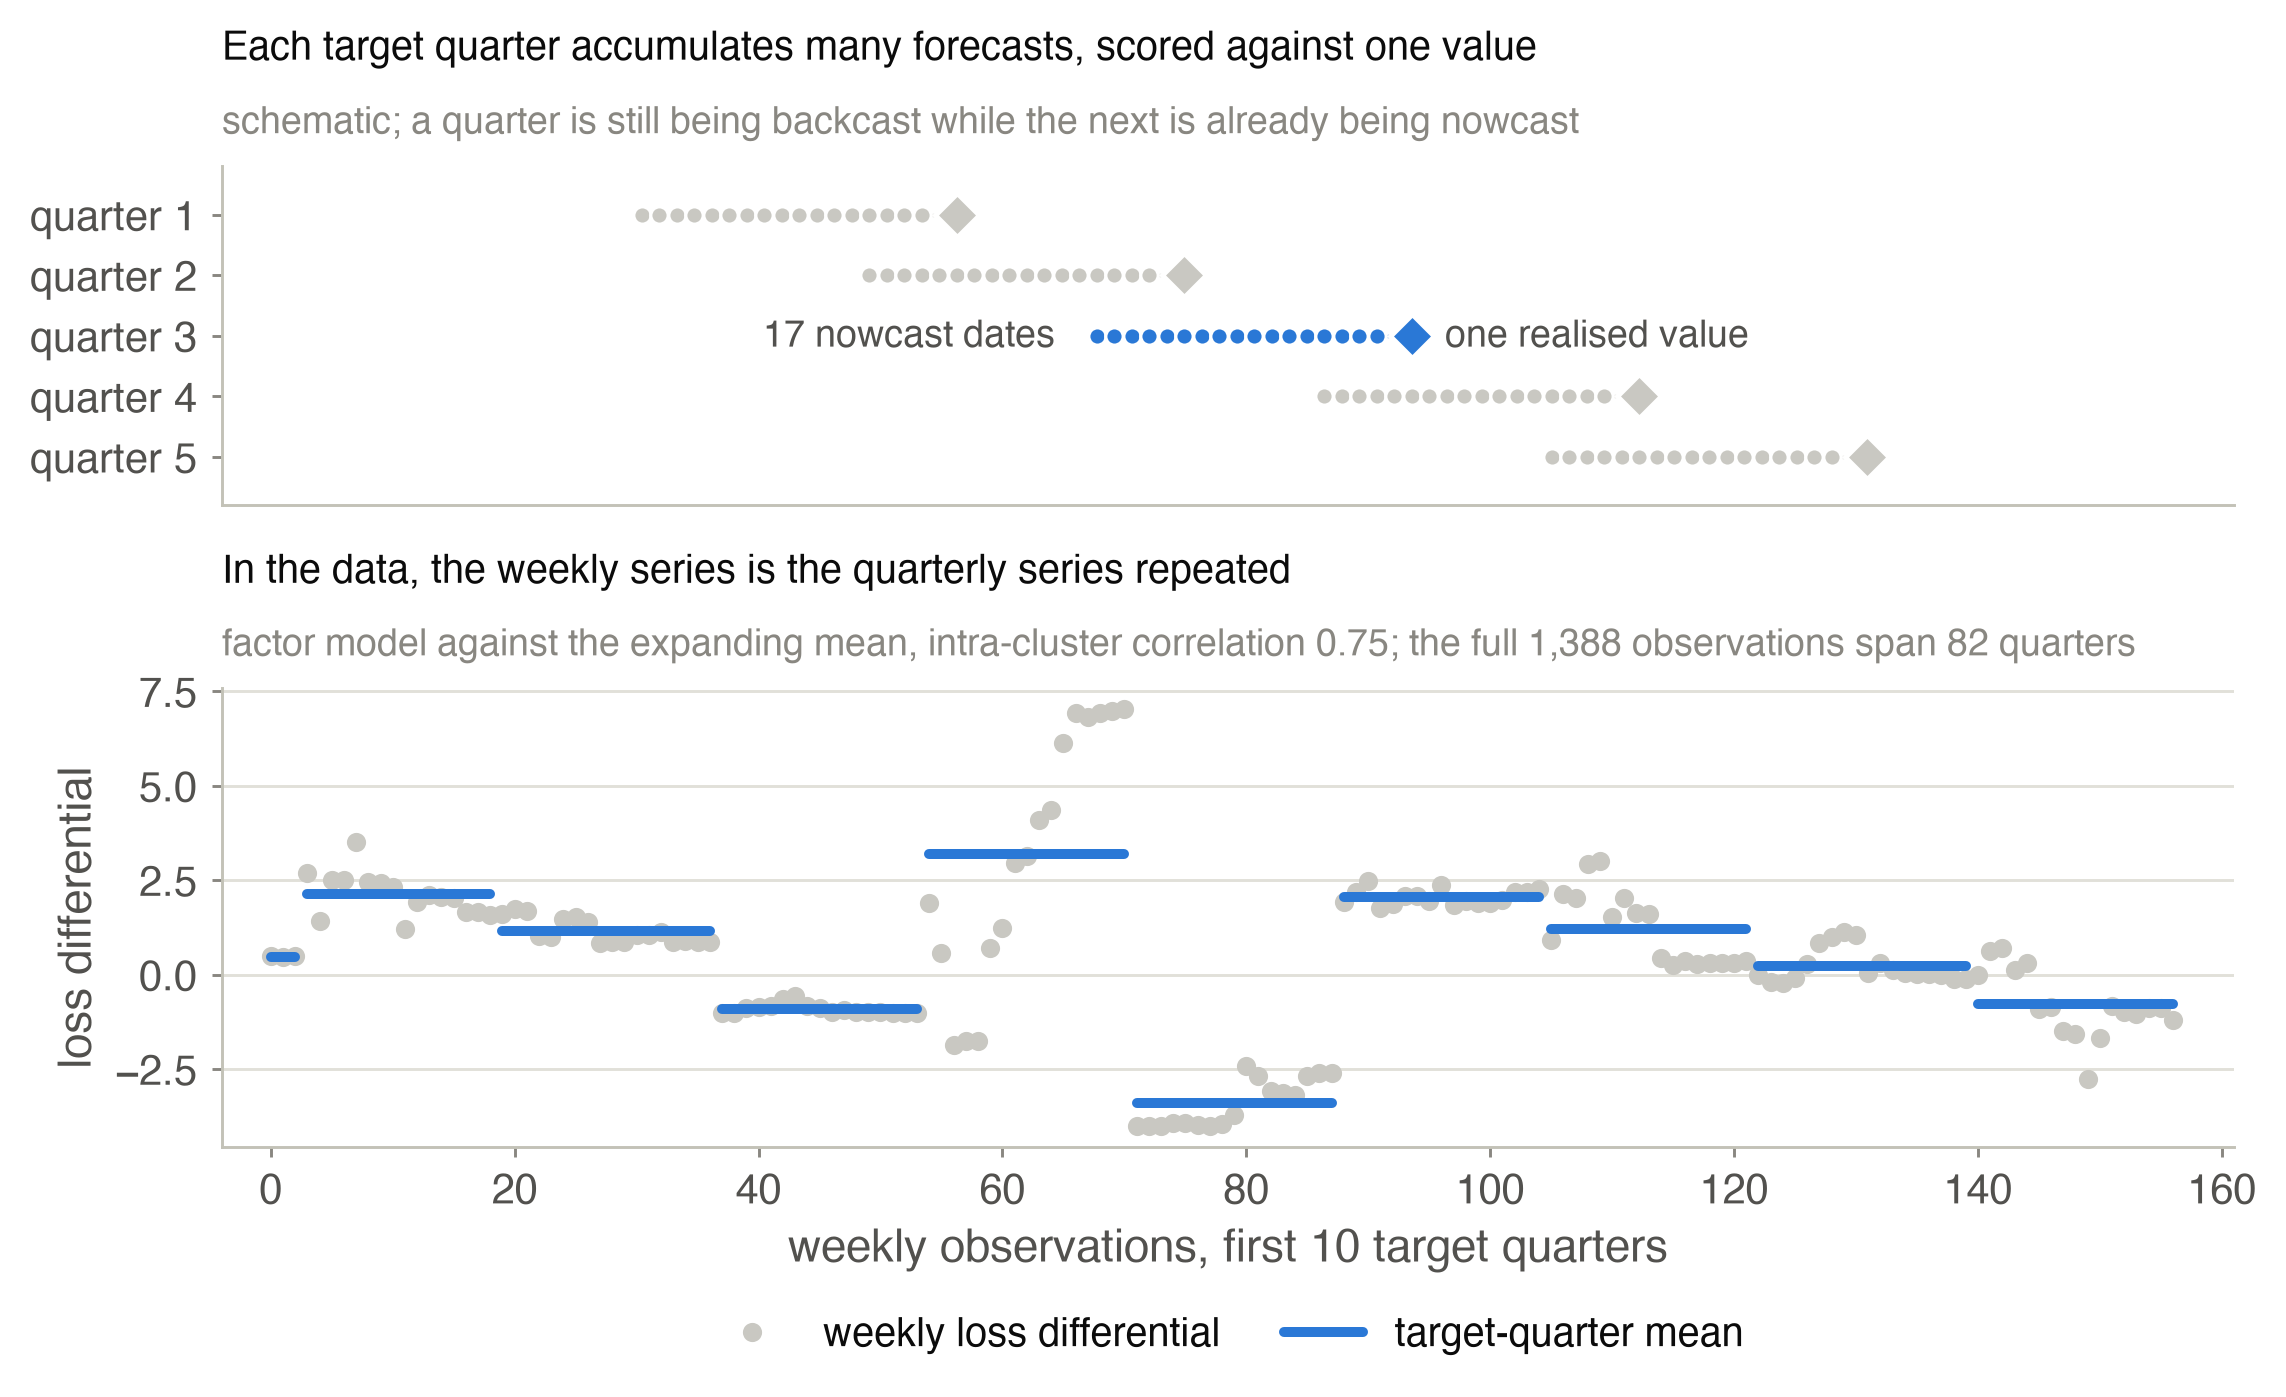 Each target quarter accumulates many forecasts, scored against one value
schematic; a quarter is still being backcast while the next is already being nowcast
quarter 1
quarter 2
quarter 3
17 nowcast dates
one realised value
quarter 4
quarter 5
In the data, the weekly series is the quarterly series repeated
factor model against the expanding mean, intra-cluster correlation 0.75; the full 1,388 observations span 82 quarters
loss differential
7.5
5.0
2.5
0.0
−2.5
0 20 40 60 80 100 120 140 160
weekly observations, first 10 target quarters
weekly loss differential
target-quarter mean